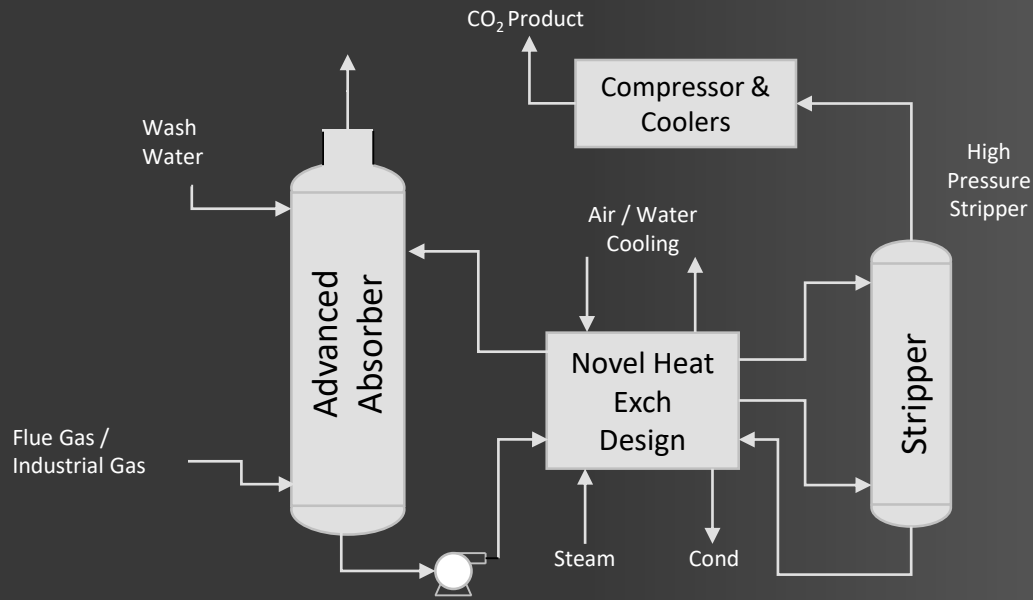 CO₂ Product
Compressor &
Coolers
Wash
Water
High
Pressure
Stripper
Air / Water
Cooling
Advanced
Absorber
Novel Heat
Exch
Design
Stripper
Flue Gas /
Industrial Gas
Steam
Cond